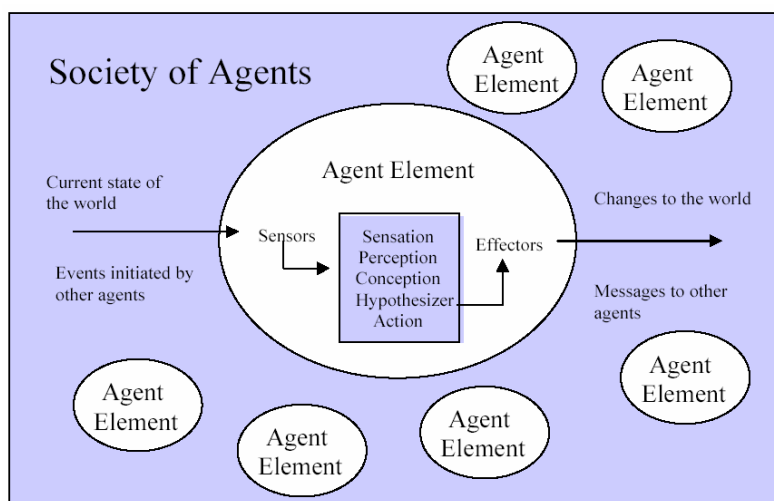 Society of Agents
Agent
Element
Agent
Element
Agent Element
Current state of
the world
Events initiated by
other agents
Sensors
Sensation
Perception
Conception
Hypothesizer
Action
Effectors
Changes to the world
Messages to other
agents
Agent
Element
Agent
Element
Agent
Element
Agent
Element